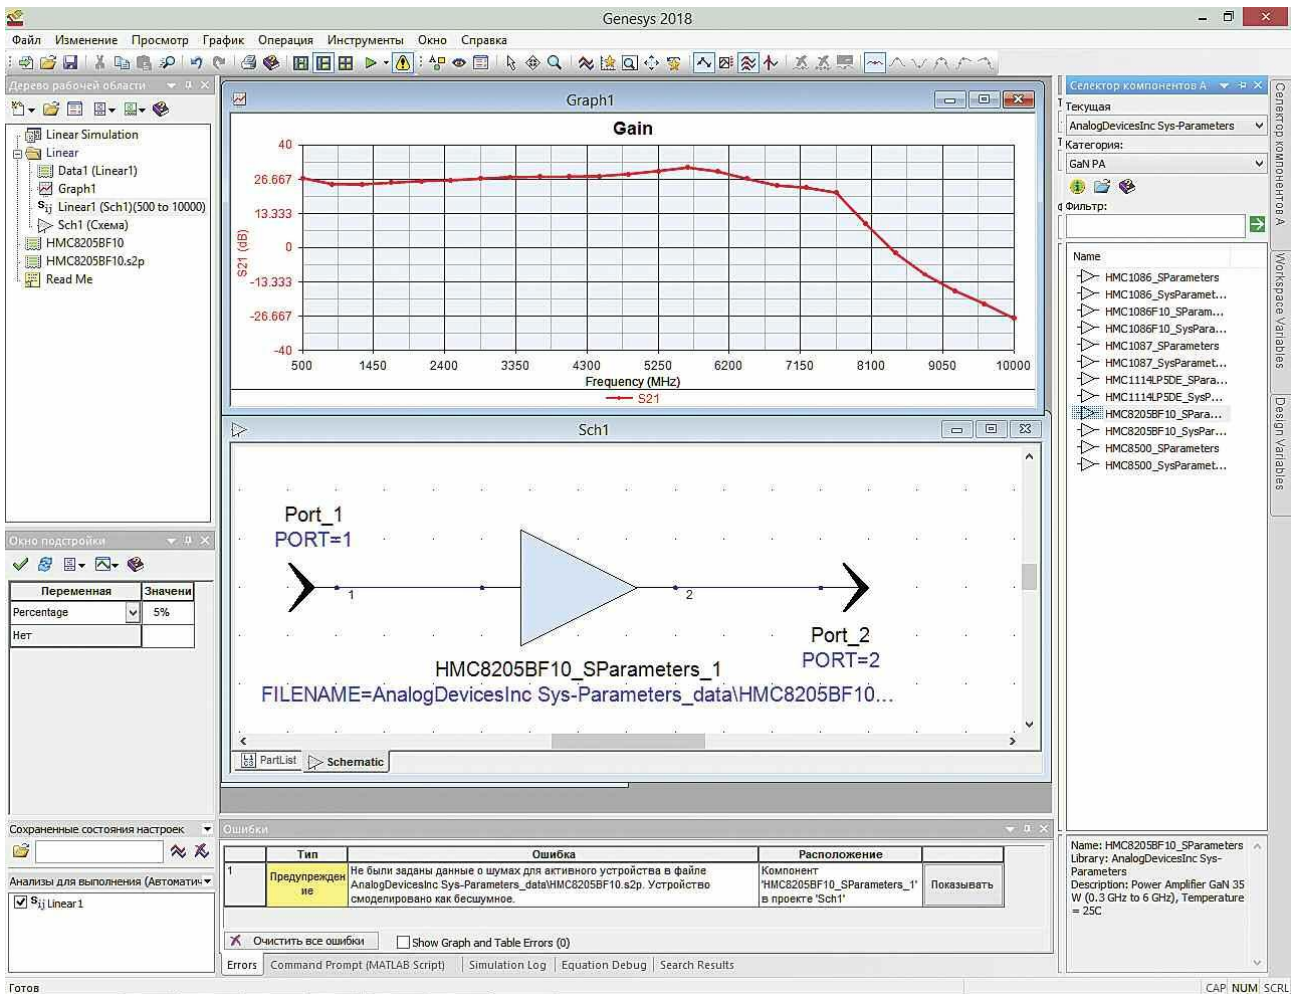 Genesys 2018
Файл Изменение Просмотр График Операция Инструменты Окно Справка
Дерево рабочей области
Linear Simulation
Linear
Data1 (Linear1)
Graph1
Sij Linear1 (Sch1)(500 to 10000)
Sch1 (Схема)
HMC8205BF10
HMC8205BF10.s2p
Read Me
Окно подстройки
Переменная Значени
Percentage 5%
Нет
Сохраненные состояния настроек
Анализы для выполнения (Автоматич
Sij Linear1
Graph1
Gain
40
26.667
13.333
0
-13.333
-26.667
-40
S21 (dB)
500 1450 2400 3350 4300 5250 6200 7150 8100 9050 10000
Frequency (MHz)
S21
Sch1
Port_1
PORT=1
1
2
Port_2
PORT=2
HMC8205BF10_SParameters_1
FILENAME=AnalogDevicesInc Sys-Parameters_data\HMC8205BF10...
PartList Schematic
Ошибки
Тип Ошибка Расположение
1
Предупрежден
ие
Не были заданы данные о шумах для активного устройства в файле
AnalogDevicesInc Sys-Parameters_data\HMC8205BF10.s2p. Устройство
смоделировано как бесшумное.
Компонент
'HMC8205BF10_SParameters_1'
в проекте 'Sch1'
Показывать
Очистить все ошибки Show Graph and Table Errors (0)
Errors Command Prompt (MATLAB Script) Simulation Log Equation Debug Search Results
Селектор компонентов A
Текущая
AnalogDevicesInc Sys-Parameters
Категория:
GaN PA
Фильтр:
Name
HMC1086_SParameters
HMC1086_SysParamet...
HMC1086F10_SParam...
HMC1086F10_SysPara...
HMC1087_SParameters
HMC1087_SysParamet...
HMC1114LP5DE_SPara...
HMC1114LP5DE_SysP...
HMC8205BF10_SPara...
HMC8205BF10_SysPar...
HMC8500_SParameters
HMC8500_SysParamet...
Name: HMC8205BF10_SParameters
Library: AnalogDevicesInc Sys-
Parameters
Description: Power Amplifier GaN 35
W (0.3 GHz to 6 GHz), Temperature
= 25C
Селектор компонентов A
Workspace Variables
Design Variables
Готов
CAP NUM SCRL